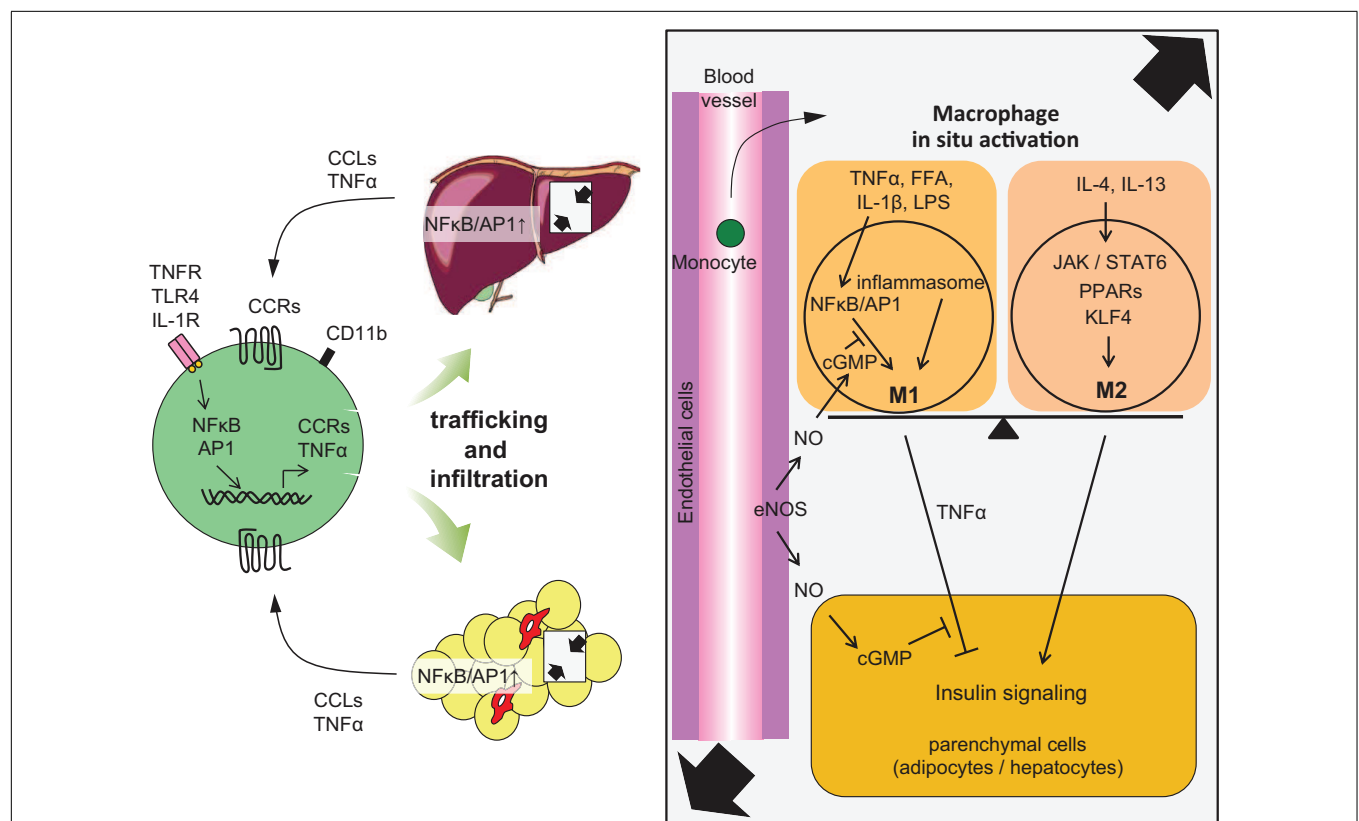 CCLs
TNFα
NFκB/AP1↑
TNFR
TLR4
IL-1R
CCRs
CD11b
NFκB
AP1
CCRs
TNFα
trafficking
and
infiltration
NFκB/AP1↑
CCLs
TNFα
Blood
vessel
Monocyte
Endothelial cells
Macrophage
in situ activation
TNFα, FFA,
IL-1β, LPS
inflammasome
NFκB/AP1
cGMP
M1
IL-4, IL-13
JAK / STAT6
PPARs
KLF4
M2
NO
eNOS
NO
TNFα
cGMP
Insulin signaling
parenchymal cells
(adipocytes / hepatocytes)